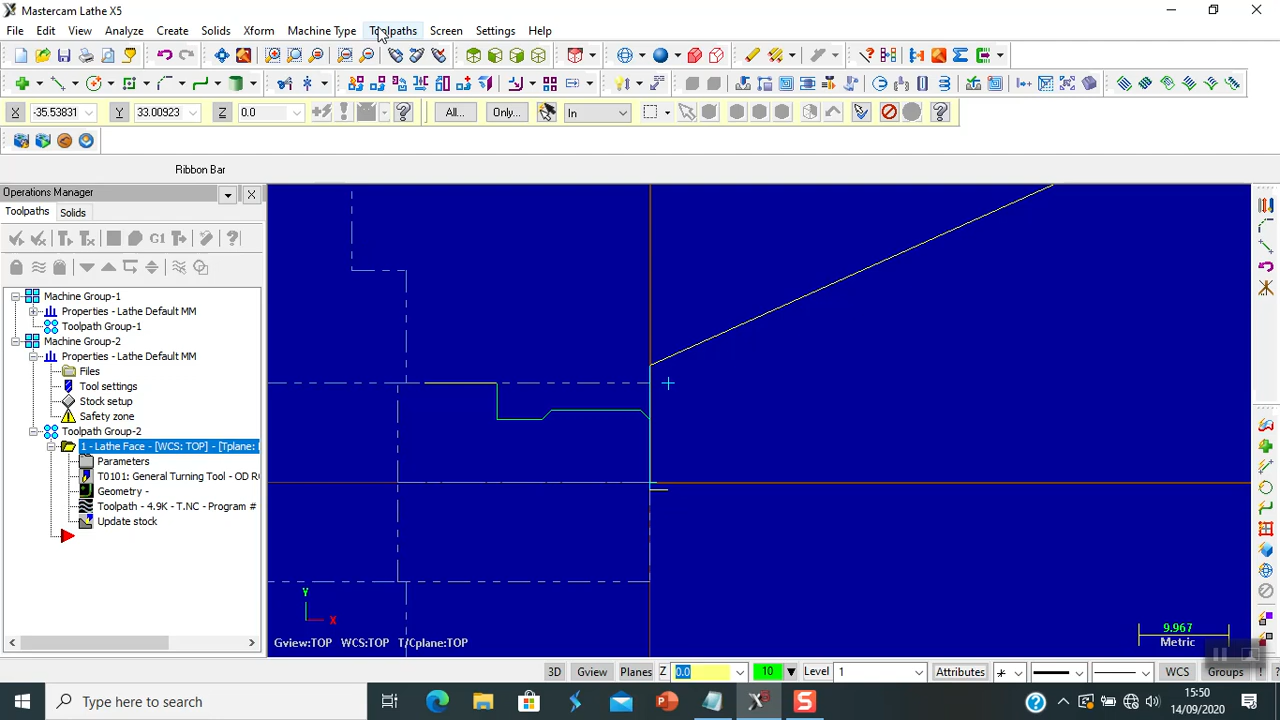 Mastercam Lathe X5
File Edit View Analyze Create Solids Xform Machine Type Toolpaths Screen Settings Help
X -35.53831 Y 33.00923 Z 0.0 All... Only... In
Ribbon Bar
Operations Manager
Toolpaths Solids
G1
Machine Group-1
Properties - Lathe Default MM
Toolpath Group-1
Machine Group-2
Properties - Lathe Default MM
Files
Tool settings
Stock setup
Safety zone
Toolpath Group-2
1 - Lathe Face - [WCS: TOP] - [Tplane:
Parameters
T0101: General Turning Tool - OD R
Geometry -
Toolpath - 4.9K - T.NC - Program #
Update stock
Y
X
Gview:TOP WCS:TOP T/Cplane:TOP
9.967
Metric
3D Gview Planes Z 0.0 10 Level 1 Attributes WCS Groups
Type here to search
15:50
14/09/2020